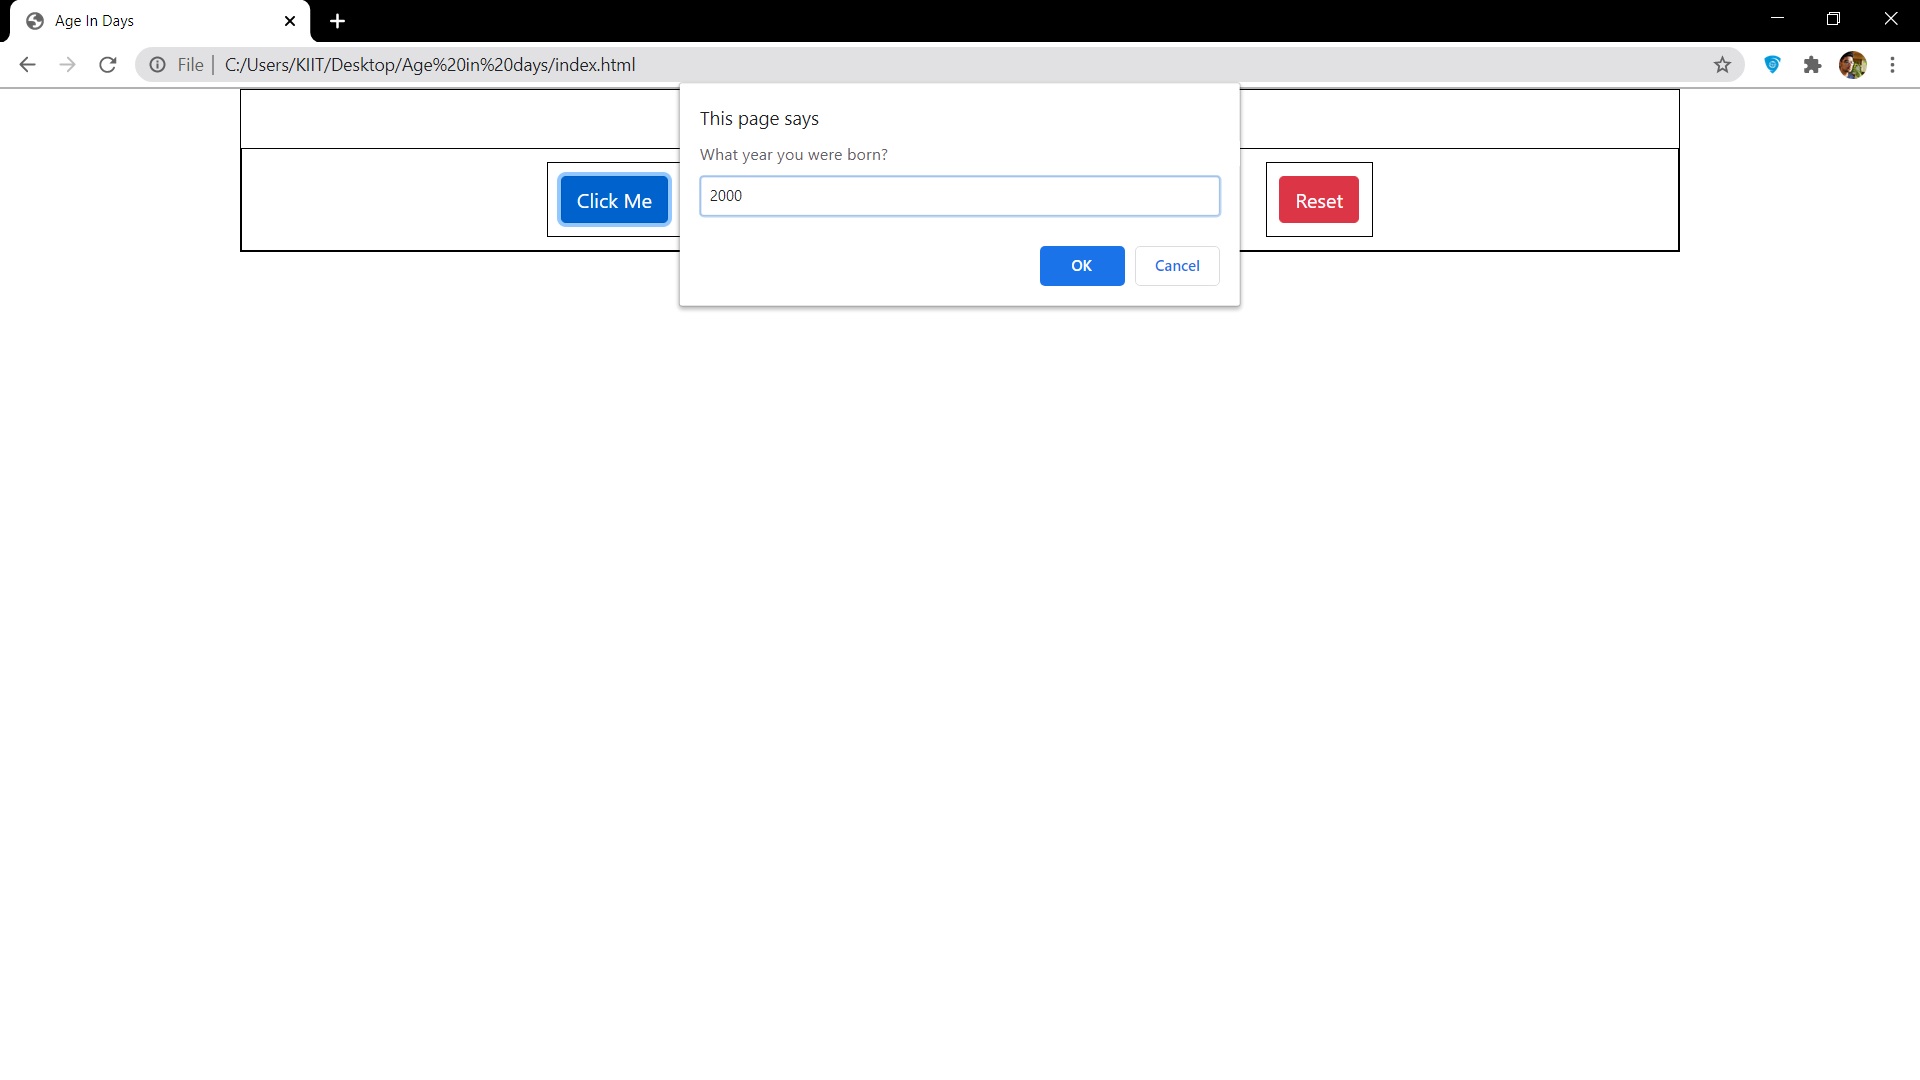 Age In Days
File | C:/Users/KIIT/Desktop/Age%20in%20days/index.html
This page says
What year you were born?
2000
Click Me
Reset
OK Cancel